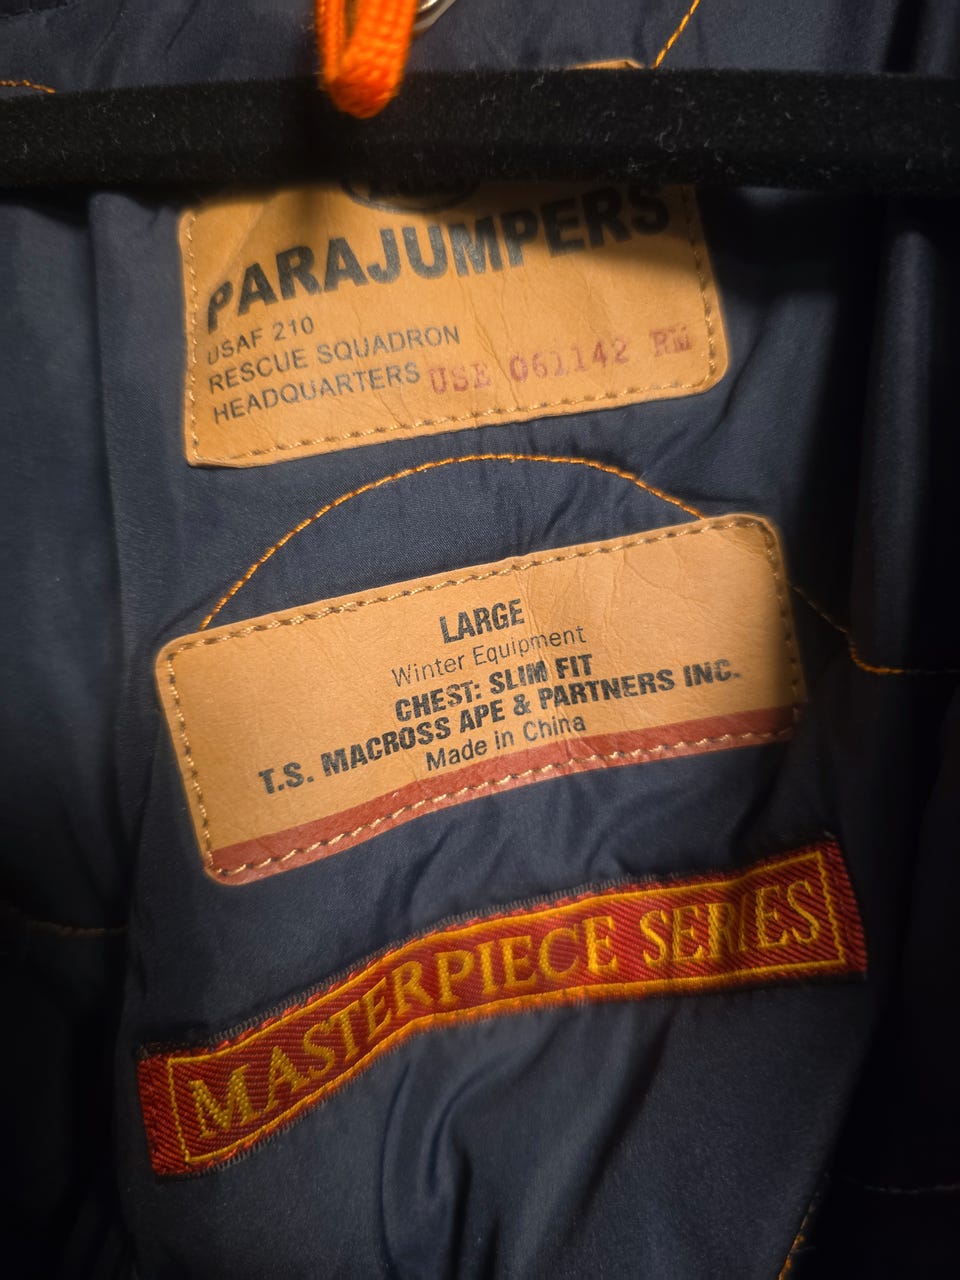 PARAJUMPERS
USAF 210
RESCUE SQUADRON
HEADQUARTERS USE 061142 RM
LARGE
Winter Equipment
CHEST: SLIM FIT
T.S. MACROSS APE & PARTNERS INC.
Made in China
MASTERPIECE SERIES